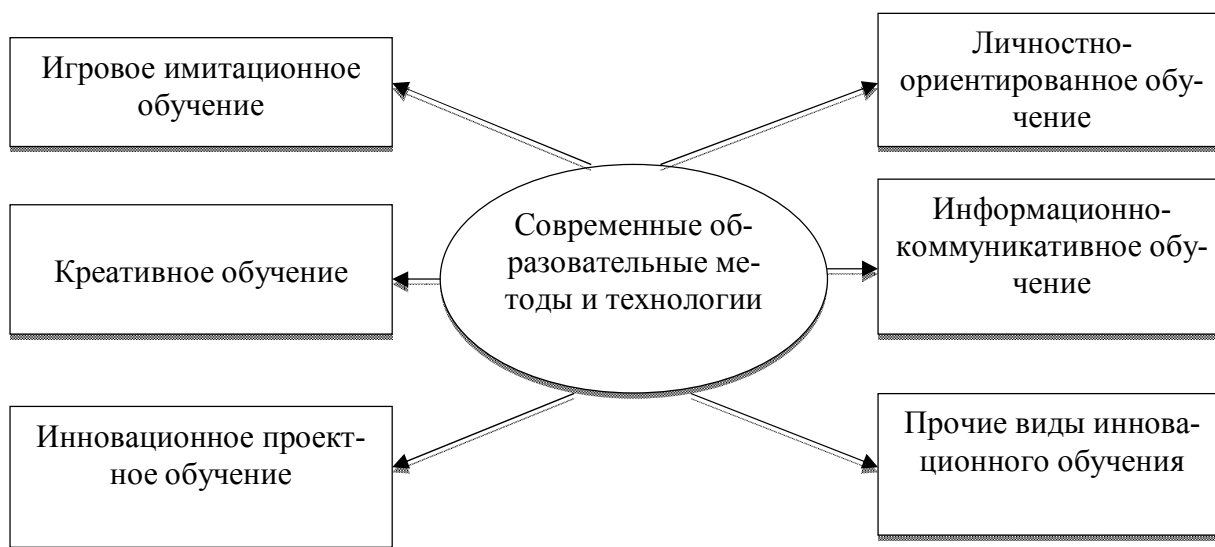 Игровое имитационное
обучение
Личностно-
ориентированное обу-
чение
Креативное обучение
Современные об-
разовательные ме-
тоды и технологии
Информационно-
коммуникативное обу-
чение
Инновационное проект-
ное обучение
Прочие виды иннова-
ционного обучения